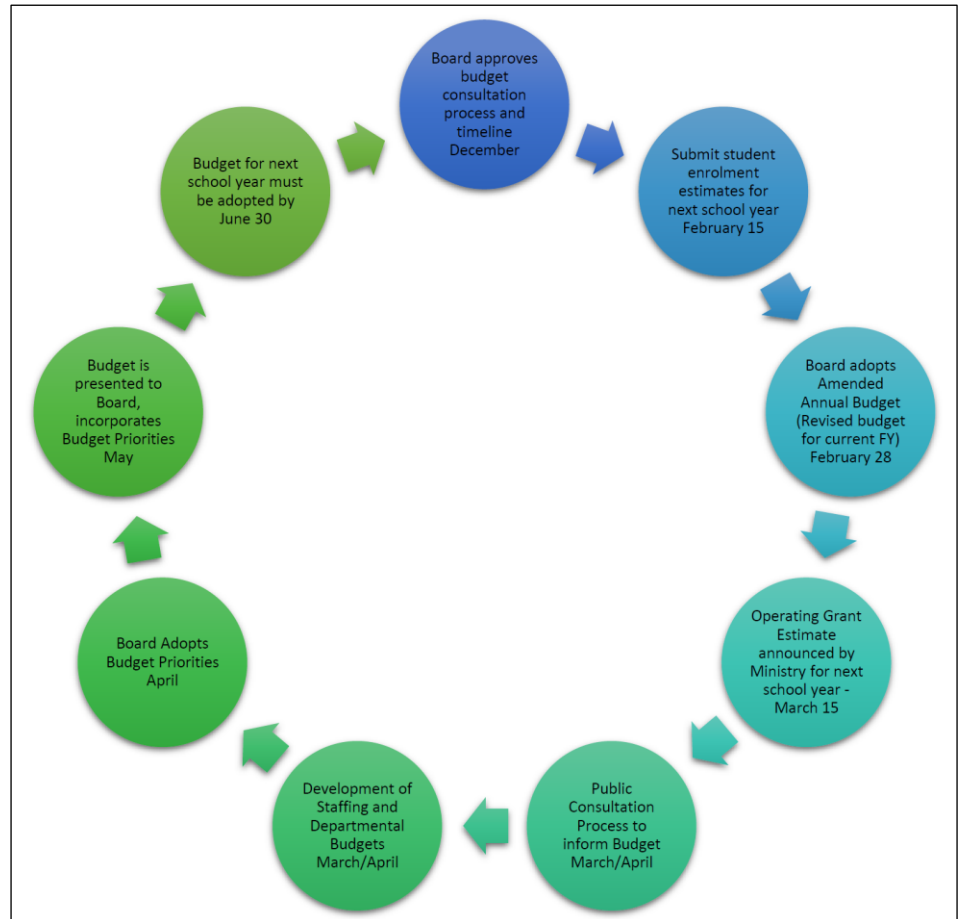 Board approves
budget
consultation
process and
timeline
December
Submit student
enrolment
estimates for
next school year
February 15
Board adopts
Amended
Annual Budget
(Revised budget
for current FY)
February 28
Operating Grant
Estimate
announced by
Ministry for next
school year -
March 15
Public
Consultation
Process to
inform Budget
March/April
Development of
Staffing and
Departmental
Budgets
March/April
Board Adopts
Budget Priorities
April
Budget is
presented to
Board,
incorporates
Budget Priorities
May
Budget for next
school year must
be adopted by
June 30